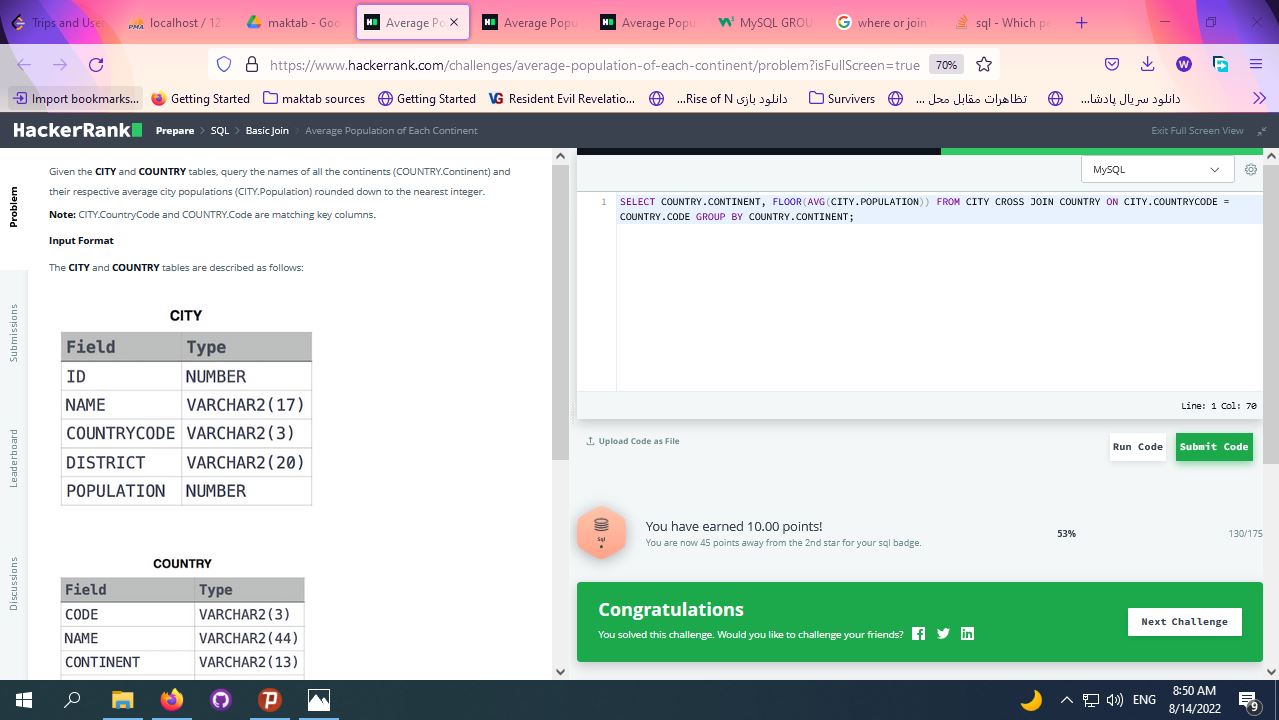 Trips and User
localhost / 12
maktab - Goo
Average Po
Average Popu
Average Popu
MySQL GROU
where or join
sql - Which pe
https://www.hackerrank.com/challenges/average-population-of-each-continent/problem?isFullScreen=true
70%
Import bookmarks...
Getting Started
maktab sources
Getting Started
Resident Evil Revelatio...
دانلود بازی Rise of N...
Survivers
تظاهرات مقابل محل ...
دانلود سریال پادشا...
HackerRank
Prepare
SQL
Basic Join
Average Population of Each Continent
Exit Full Screen View
Problem
Submissions
Leaderboard
Discussions
Given the CITY and COUNTRY tables, query the names of all the continents (COUNTRY.Continent) and
their respective average city populations (CITY.Population) rounded down to the nearest integer.
Note: CITY.CountryCode and COUNTRY.Code are matching key columns.
Input Format
The CITY and COUNTRY tables are described as follows:
CITY
Field Type
ID NUMBER
NAME VARCHAR2(17)
COUNTRYCODE VARCHAR2(3)
DISTRICT VARCHAR2(20)
POPULATION NUMBER
COUNTRY
Field Type
CODE VARCHAR2(3)
NAME VARCHAR2(44)
CONTINENT VARCHAR2(13)
MySQL
1 SELECT COUNTRY.CONTINENT, FLOOR(AVG(CITY.POPULATION)) FROM CITY CROSS JOIN COUNTRY ON CITY.COUNTRYCODE =
COUNTRY.CODE GROUP BY COUNTRY.CONTINENT;
Line: 1 Col: 70
Upload Code as File
Run Code
Submit Code
Sql
You have earned 10.00 points!
You are now 45 points away from the 2nd star for your sql badge.
53%
130/175
Congratulations
You solved this challenge. Would you like to challenge your friends?
Next Challenge
ENG
8:50 AM
8/14/2022
9